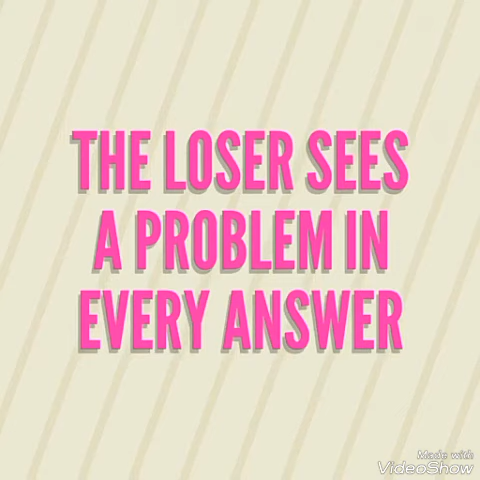 THE LOSER SEES
A PROBLEM IN
EVERY ANSWER
Made with
VideoShow